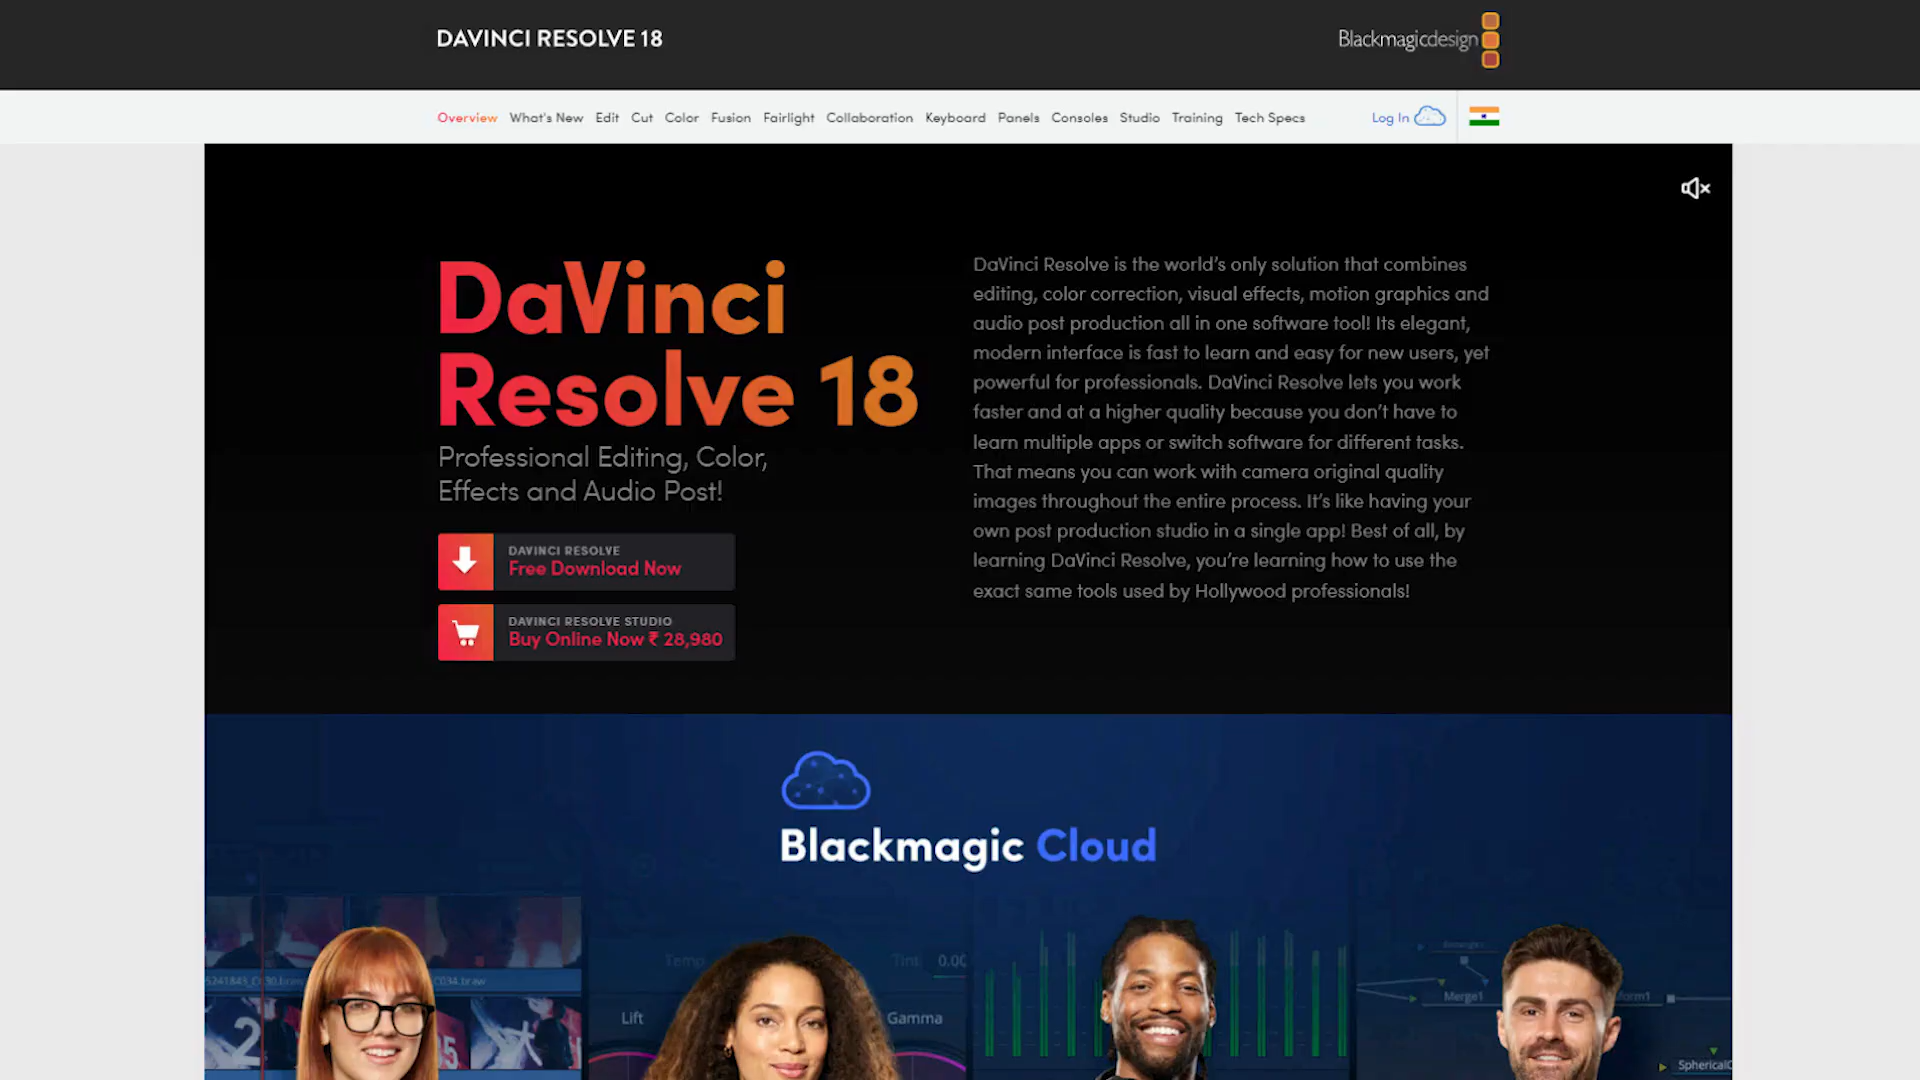 DAVINCI RESOLVE 18
Blackmagicdesign
Overview What's New Edit Cut Color Fusion Fairlight Collaboration Keyboard Panels Consoles Studio Training Tech Specs Log In
DaVinci
Resolve 18
Professional Editing, Color,
Effects and Audio Post!
DAVINCI RESOLVE
Free Download Now
DAVINCI RESOLVE STUDIO
Buy Online Now ₹ 28,980
DaVinci Resolve is the world's only solution that combines
editing, color correction, visual effects, motion graphics and
audio post production all in one software tool! Its elegant,
modern interface is fast to learn and easy for new users, yet
powerful for professionals. DaVinci Resolve lets you work
faster and at a higher quality because you don't have to
learn multiple apps or switch software for different tasks.
That means you can work with camera original quality
images throughout the entire process. It's like having your
own post production studio in a single app! Best of all, by
learning DaVinci Resolve, you're learning how to use the
exact same tools used by Hollywood professionals!
Blackmagic Cloud
Temp Tint 0.00
C034.braw
Lift Gamma
Merge1
2